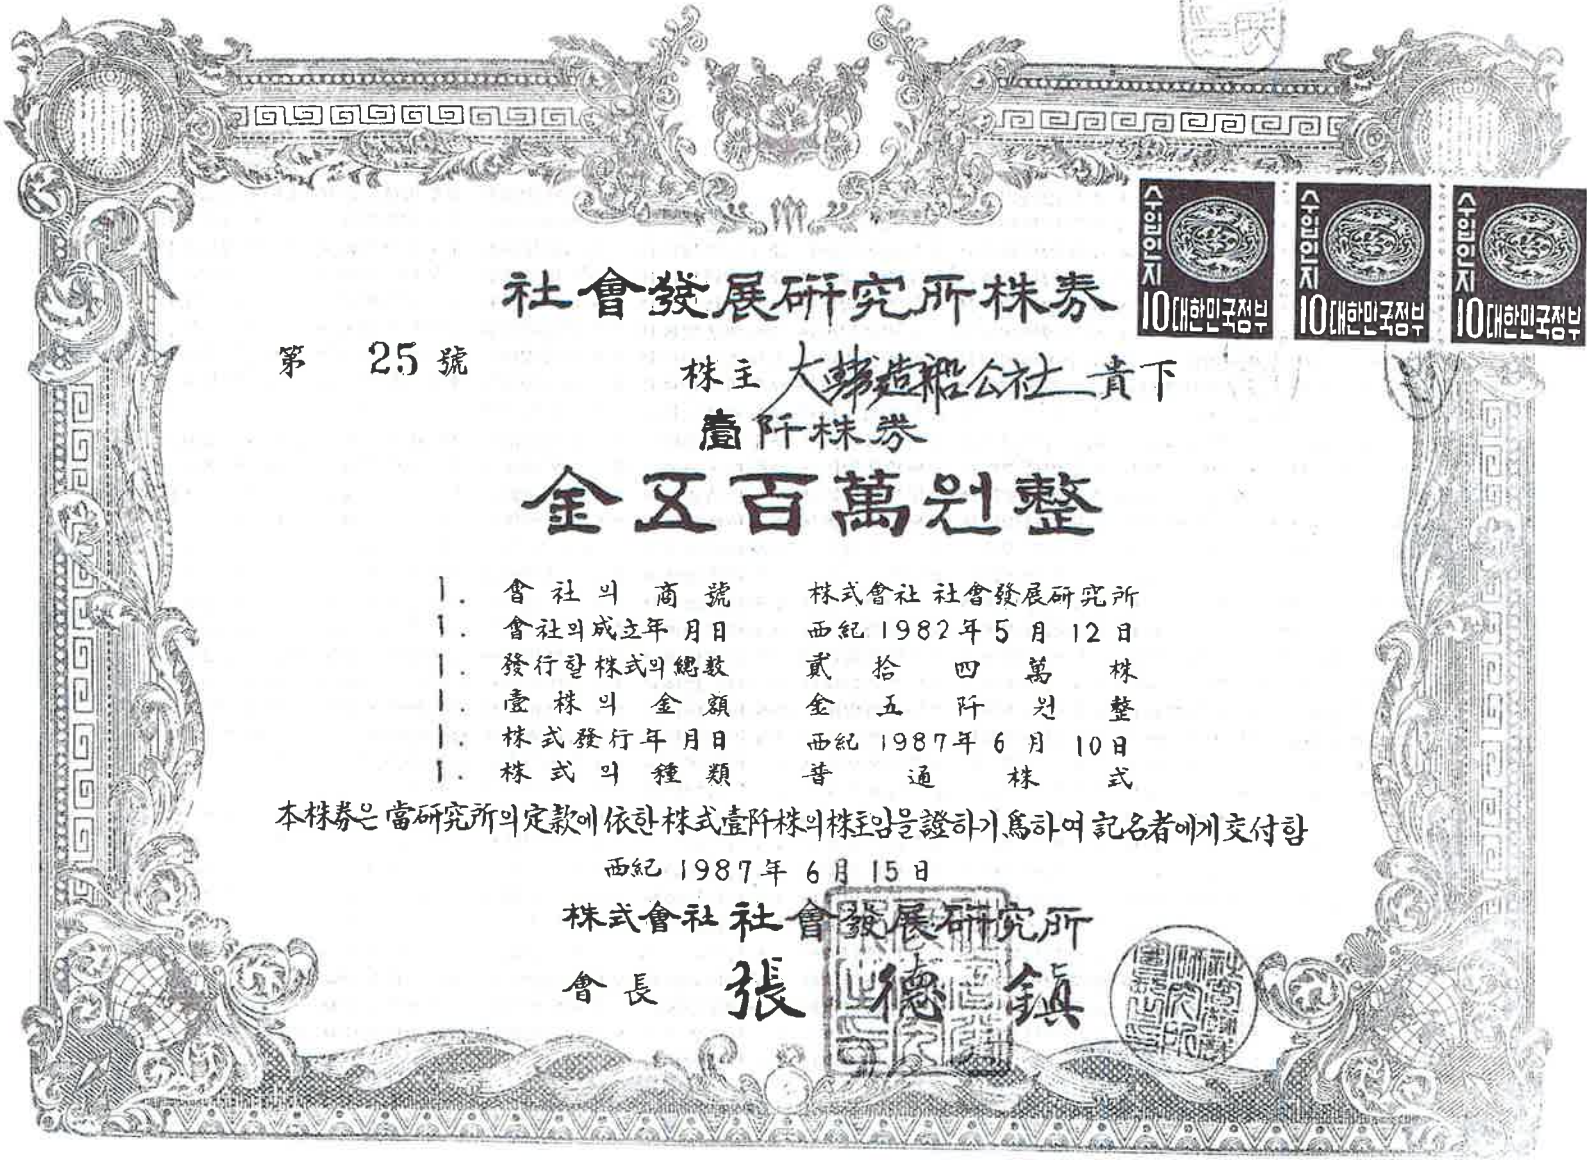 수입인지 수입인지 수입인지
10대한민국정부 10대한민국정부 10대한민국정부
社會發展硏究所株券
第 25 號
株主 大韓造船公社 貴下
壹阡株券
金五百萬원整
1. 會社의 商號 株式會社 社會發展硏究所
1. 會社의成立年月日 西紀 1982年 5月 12日
1. 發行할株式의總數 貳拾四萬株
1. 壹株의金額 金五阡원整
1. 株式發行年月日 西紀 1987年 6月 10日
1. 株式의種類 普通株式
本株券은 當硏究所의 定款에 依한 株式壹阡株의 株主임을 證하기 爲하여 記名者에게 交付함
西紀 1987年 6月 15日
株式會社 社會發展硏究所
會長 張德鎭